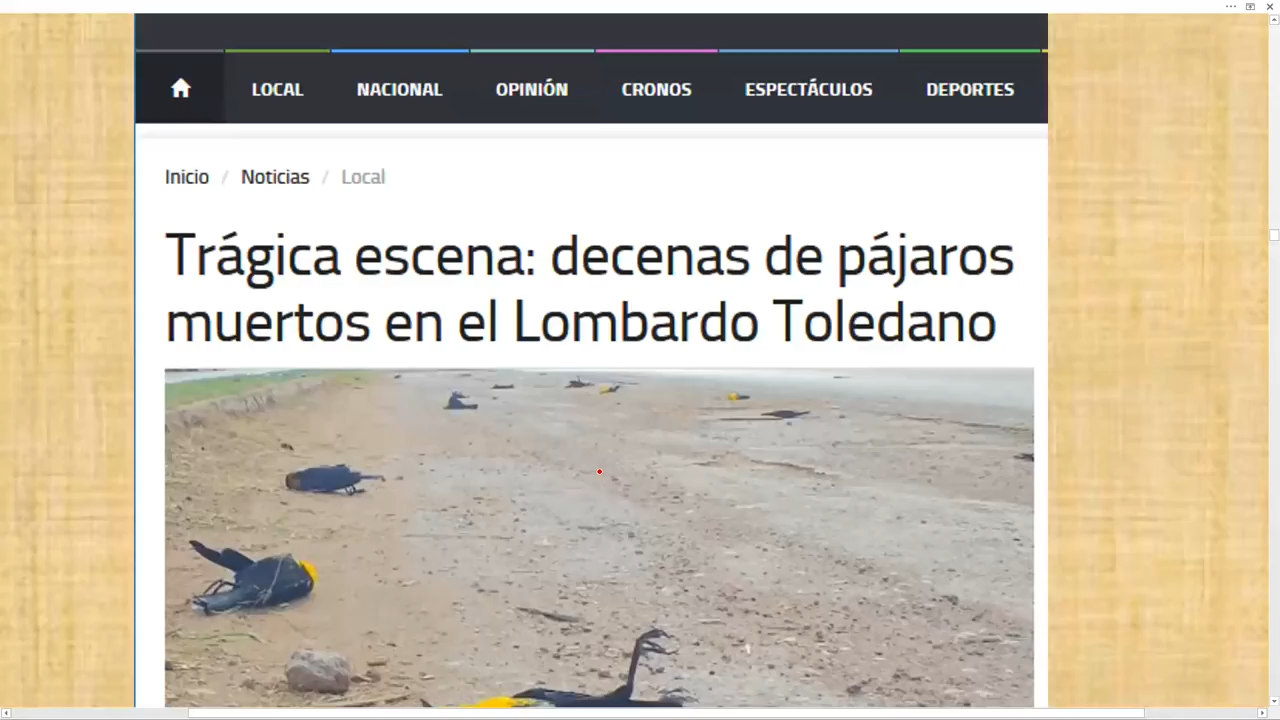 LOCAL NACIONAL OPINIÓN CRONOS ESPECTÁCULOS DEPORTES
Inicio / Noticias / Local
Trágica escena: decenas de pájaros
muertos en el Lombardo Toledano